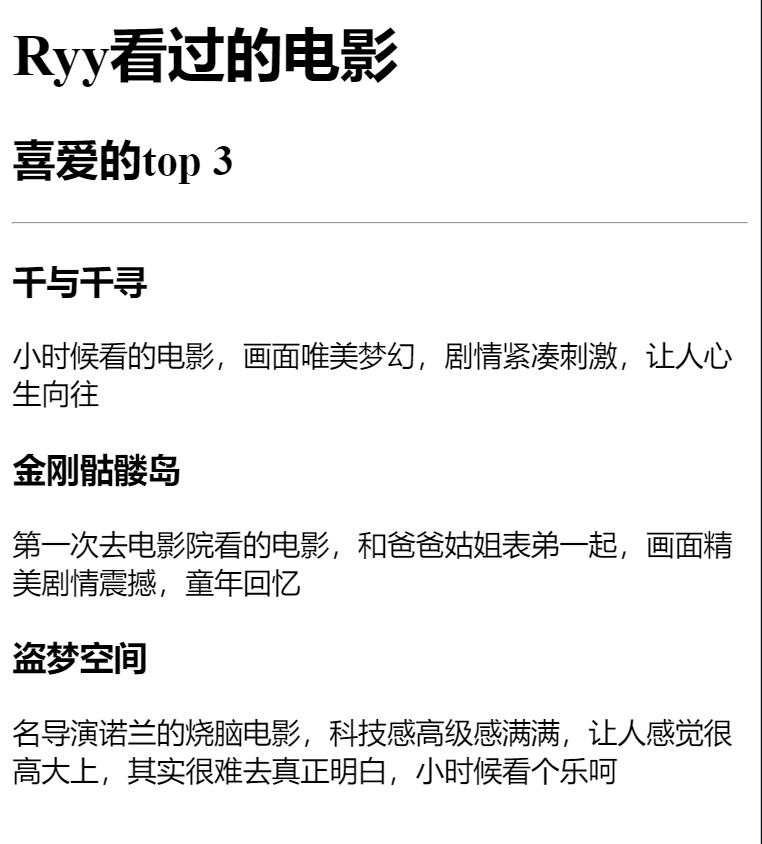 Ryy看过的电影
喜爱的top 3
千与千寻
小时候看的电影，画面唯美梦幻，剧情紧凑刺激，让人心
生向往
金刚骷髅岛
第一次去电影院看的电影，和爸爸姑姐表弟一起，画面精
美剧情震撼，童年回忆
盗梦空间
名导演诺兰的烧脑电影，科技感高级感满满，让人感觉很
高大上，其实很难去真正明白，小时候看个乐呵